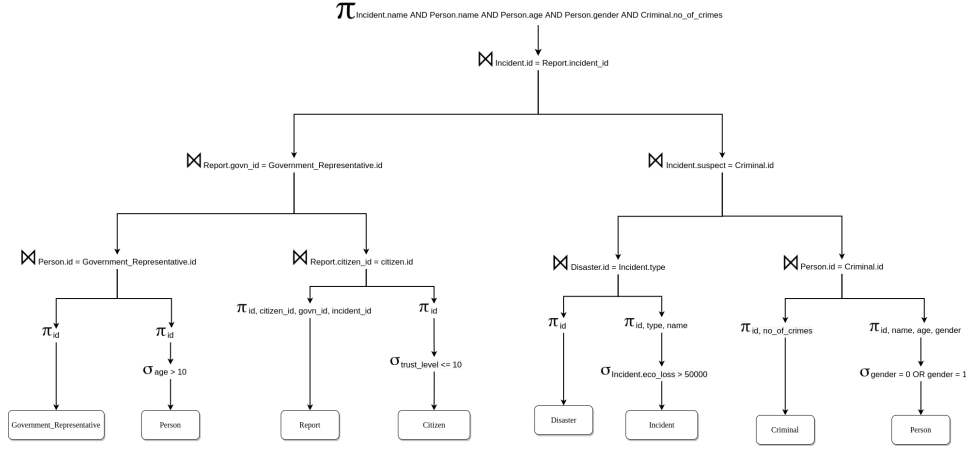 π Incident.name AND Person.name AND Person.age AND Person.gender AND Criminal.no_of_crimes
⋈ Incident.id = Report.incident_id
⋈ Report.govn_id = Government_Representative.id
⋈ Incident.suspect = Criminal.id
⋈ Person.id = Government_Representative.id
⋈ Report.citizen_id = citizen.id
⋈ Disaster.id = Incident.type
⋈ Person.id = Criminal.id
π id
π id
π id, citizen_id, govn_id, incident_id
π id
π id
π id, type, name
π id, no_of_crimes
π id, name, age, gender
σ age > 10
σ trust_level <= 10
σ Incident.eco_loss > 50000
σ gender = 0 OR gender = 1
Government_Representative
Person
Report
Citizen
Disaster
Incident
Criminal
Person